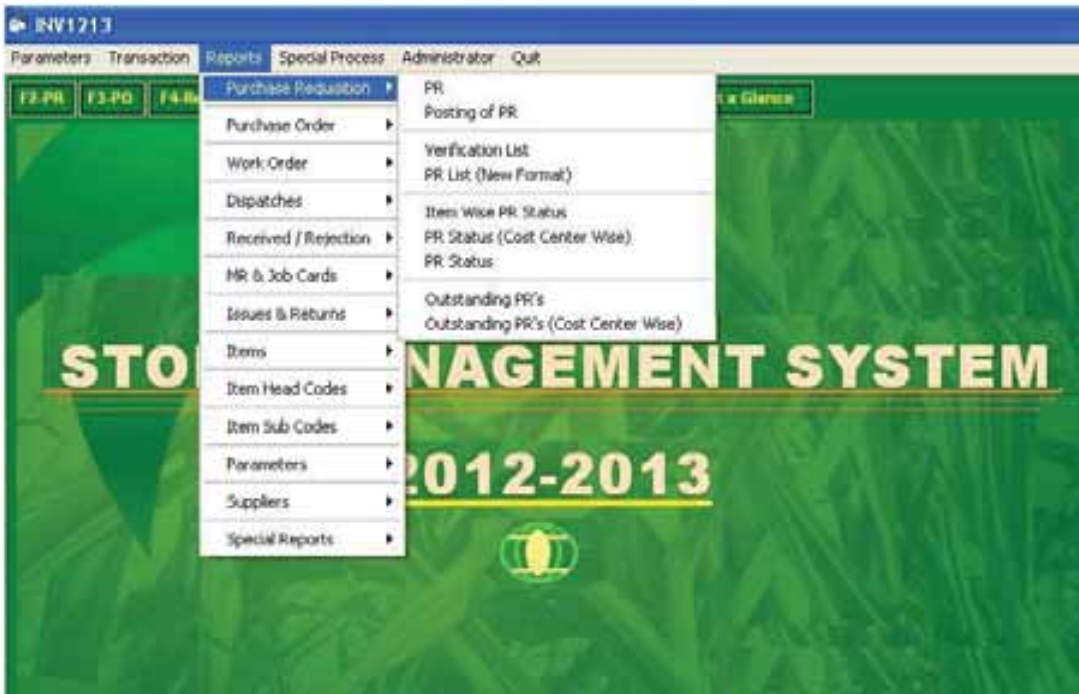 INV1213
Parameters Transaction Reports Special Process Administrator Quit
F2-PR F3-PO
a Glance
Purchase Requisition
Purchase Order
Work Order
Dispatches
Received / Rejection
MR & Job Cards
Issues & Returns
Items
Item Head Codes
Item Sub Codes
Parameters
Suppliers
Special Reports
PR
Posting of PR
Verification List
PR List (New Format)
Item Wise PR Status
PR Status (Cost Center Wise)
PR Status
Outstanding PR's
Outstanding PR's (Cost Center Wise)
STO NAGEMENT SYSTEM
2012-2013